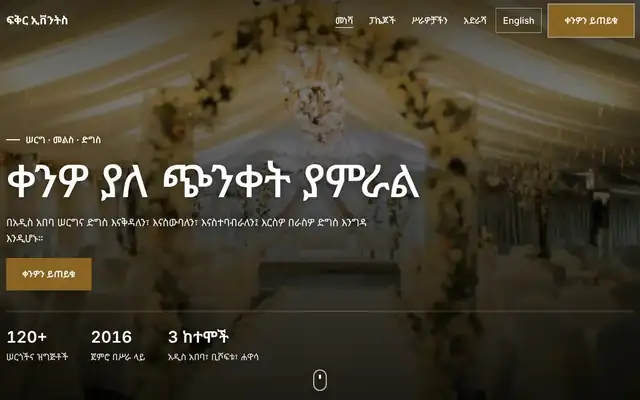 ፍቅር ኢቨንትስ
መነሻ
ፓኬጆች
ሥራዎቻችን
አድራሻ
English
ቀንዎን ይጠይቁ
ሠርግ · መልስ · ድግስ
ቀንዎ ያለ ጭንቀት ያምራል
በአዲስ አበባ ሠርግና ድግስ እናቅዳለን፣ እናስውባለን፣ እናስተባብራለን፤ እርስዎ በራስዎ ድግስ እንግዳ
እንዲሆኑ።
ቀንዎን ይጠይቁ
120+
2016
3 ከተሞች
ሠርጎችና ዝግጅቶች
ጀምሮ በሥራ ላይ
አዲስ አበባ፣ ቢሾፍቱ፣ ሐዋሳ